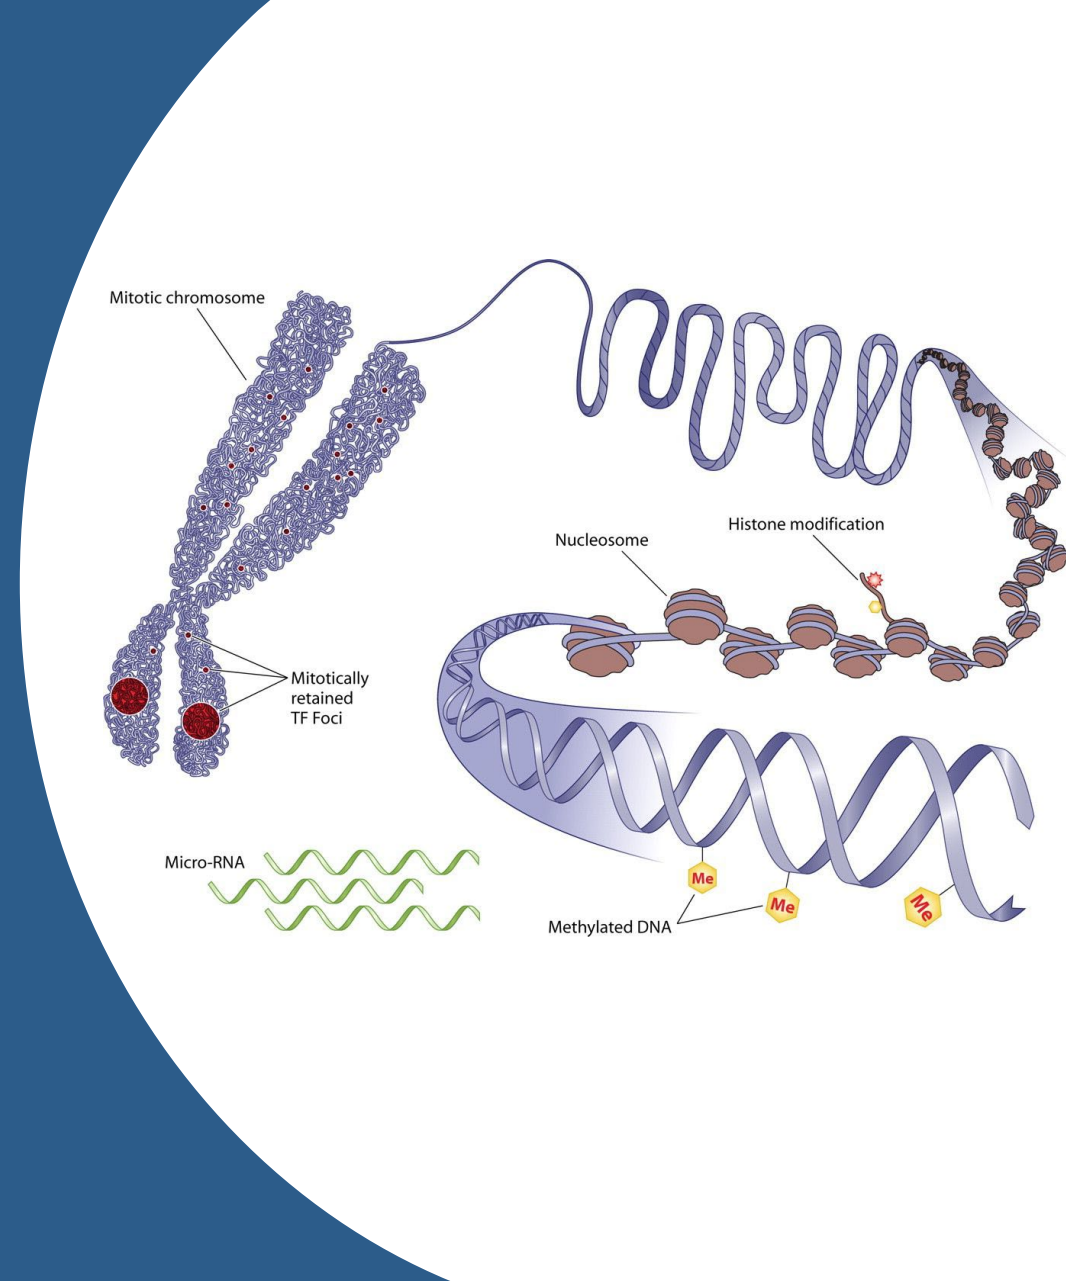 Mitotic chromosome
Histone modification
Nucleosome
Mitotically
retained
TF Foci
Micro-RNA
Me
Me
Me
Methylated DNA